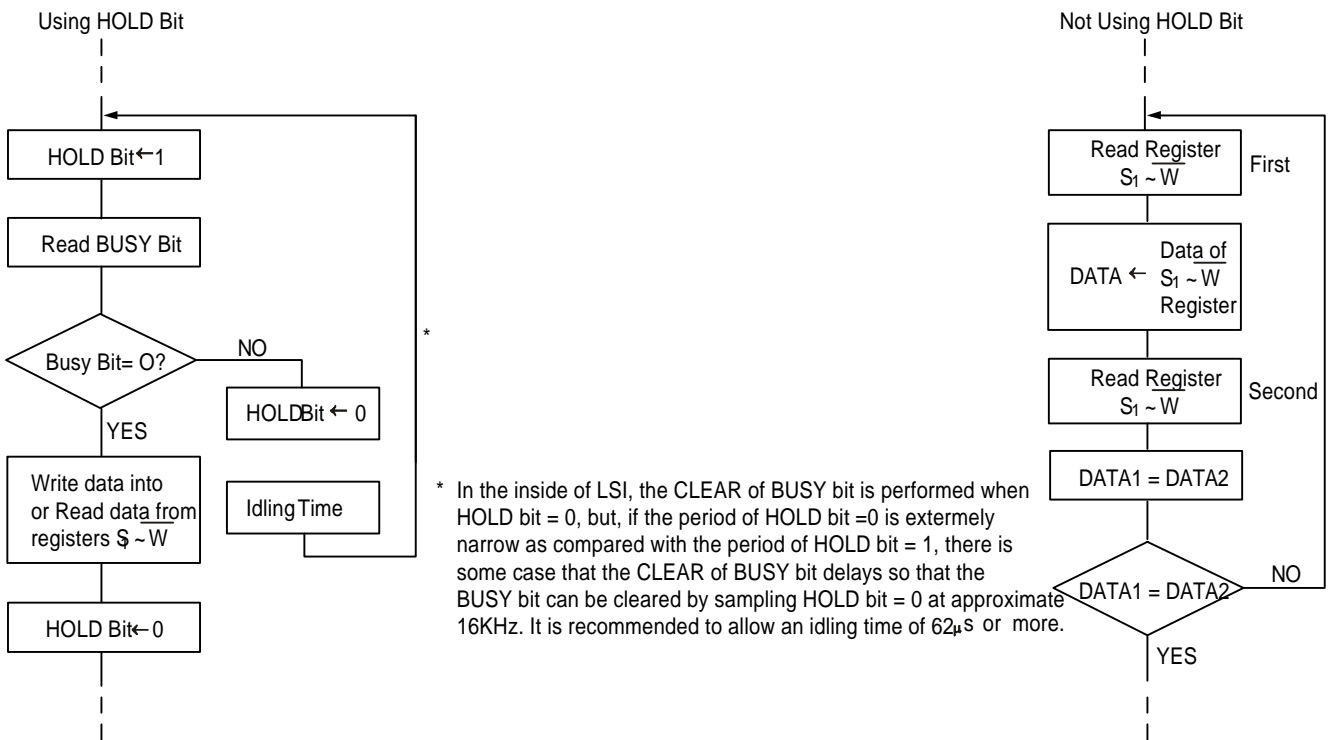 Using HOLD Bit
HOLD Bit←1
Read BUSY Bit
Busy Bit= O?
NO
HOLDBit ← 0
YES
Write data into
or Read data from
registers S1 ~ W̅
Idling Time
*
HOLD Bit←0
* In the inside of LSI, the CLEAR of BUSY bit is performed when
HOLD bit = 0, but, if the period of HOLD bit =0 is extermely
narrow as compared with the period of HOLD bit = 1, there is
some case that the CLEAR of BUSY bit delays so that the
BUSY bit can be cleared by sampling HOLD bit = 0 at approximate
16KHz. It is recommended to allow an idling time of 62μs or more.
Not Using HOLD Bit
Read Register
S1 ~ W̅
First
Data of
DATA ← S1 ~ W̅
Register
Read Register
S1 ~ W̅
Second
DATA1 = DATA2
DATA1 = DATA2
NO
YES